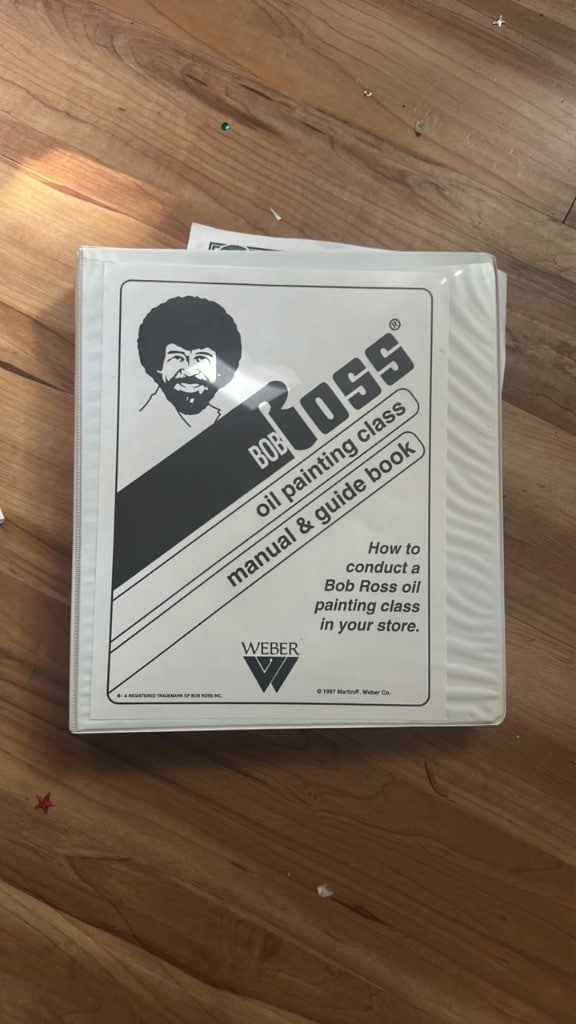 BOB ROSS®
oil painting class
manual & guide book
How to
conduct a
Bob Ross oil
painting class
in your store.
WEBER
® - A REGISTERED TRADEMARK OF BOB ROSS INC.
© 1997 Martin/F. Weber Co.